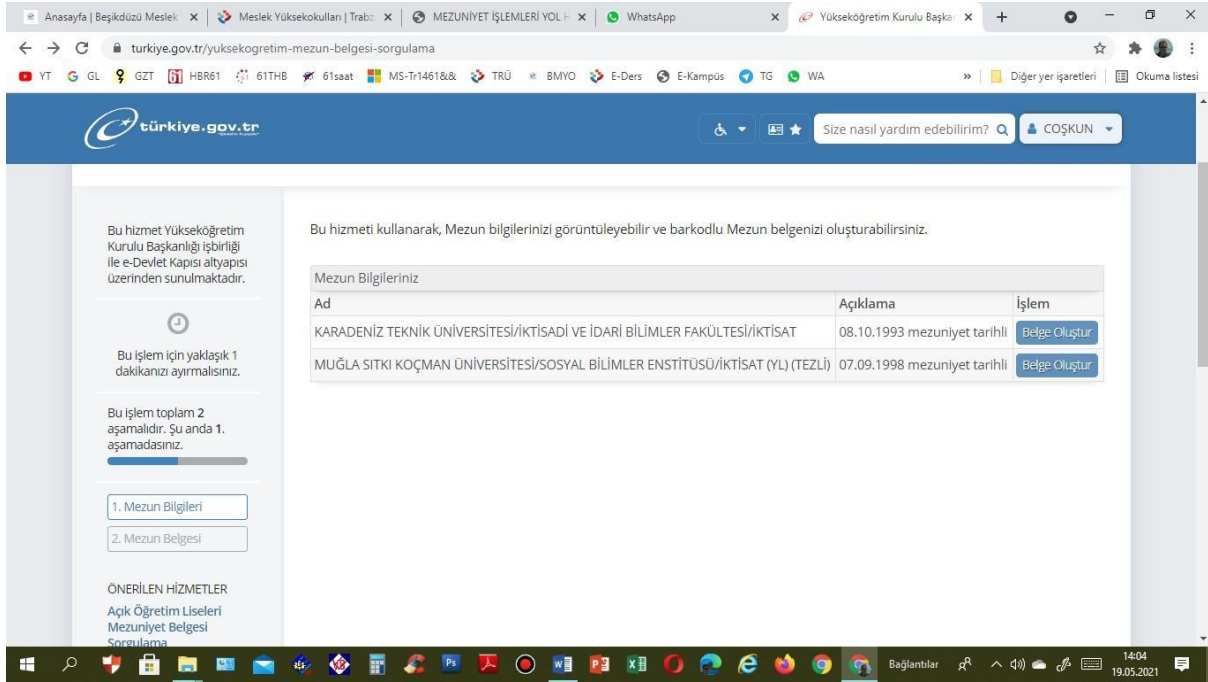 Anasayfa | Beşikdüzü Meslek
Meslek Yüksekokulları | Trabz
MEZUNİYET İŞLEMLERİ YOL H
WhatsApp
Yükseköğretim Kurulu Başkan
turkiye.gov.tr/yuksekogretim-mezun-belgesi-sorgulama
YT GL GZT HBR61 61THB 61saat MS-Tr1461&& TRÜ BMYO E-Ders E-Kampüs TG WA » Diğer yer işaretleri Okuma listesi
türkiye.gov.tr
Size nasıl yardım edebilirim?
COŞKUN
Bu hizmet Yükseköğretim
Kurulu Başkanlığı işbirliği
ile e-Devlet Kapısı altyapısı
üzerinden sunulmaktadır.
Bu işlem için yaklaşık 1
dakikanızı ayırmalısınız.
Bu işlem toplam 2
aşamalıdır. Şu anda 1.
aşamadasınız.
1. Mezun Bilgileri
2. Mezun Belgesi
ÖNERİLEN HİZMETLER
Açık Öğretim Liseleri
Mezuniyet Belgesi
Sorgulama
Bu hizmeti kullanarak, Mezun bilgilerinizi görüntüleyebilir ve barkodlu Mezun belgenizi oluşturabilirsiniz.
Mezun Bilgileriniz
Ad Açıklama İşlem
KARADENİZ TEKNİK ÜNİVERSİTESİ/İKTİSADİ VE İDARİ BİLİMLER FAKÜLTESİ/İKTİSAT 08.10.1993 mezuniyet tarihli Belge Oluştur
MUĞLA SITKI KOÇMAN ÜNİVERSİTESİ/SOSYAL BİLİMLER ENSTİTÜSÜ/İKTİSAT (YL) (TEZLİ) 07.09.1998 mezuniyet tarihli Belge Oluştur
Bağlantılar
14:04
19.05.2021